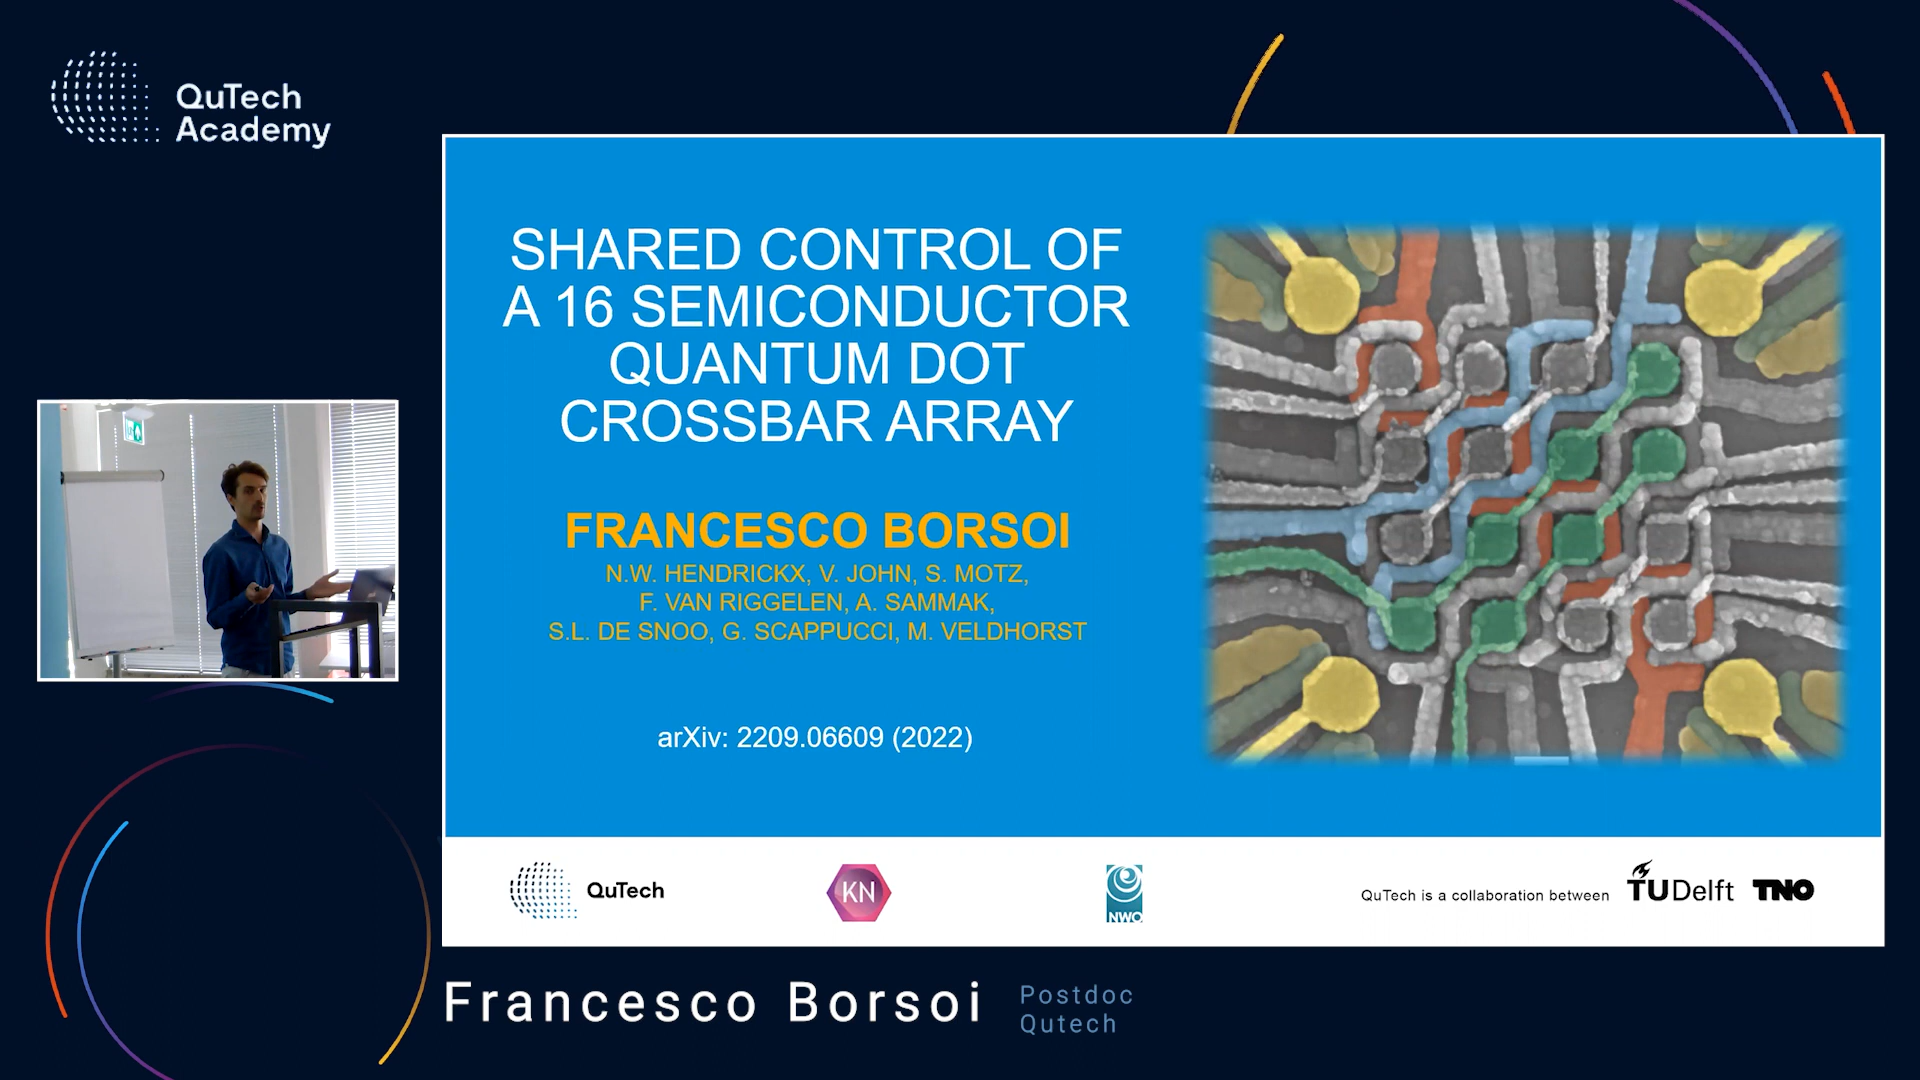 QuTech
Academy
SHARED CONTROL OF
A 16 SEMICONDUCTOR
QUANTUM DOT
CROSSBAR ARRAY
FRANCESCO BORSOI
N.W. HENDRICKX, V. JOHN, S. MOTZ,
F. VAN RIGGELEN, A. SAMMAK,
S.L. DE SNOO, G. SCAPPUCCI, M. VELDHORST
arXiv: 2209.06609 (2022)
QuTech
KN
NWO
QuTech is a collaboration between
TUDelft
TNO
Francesco Borsoi
Postdoc
Qutech